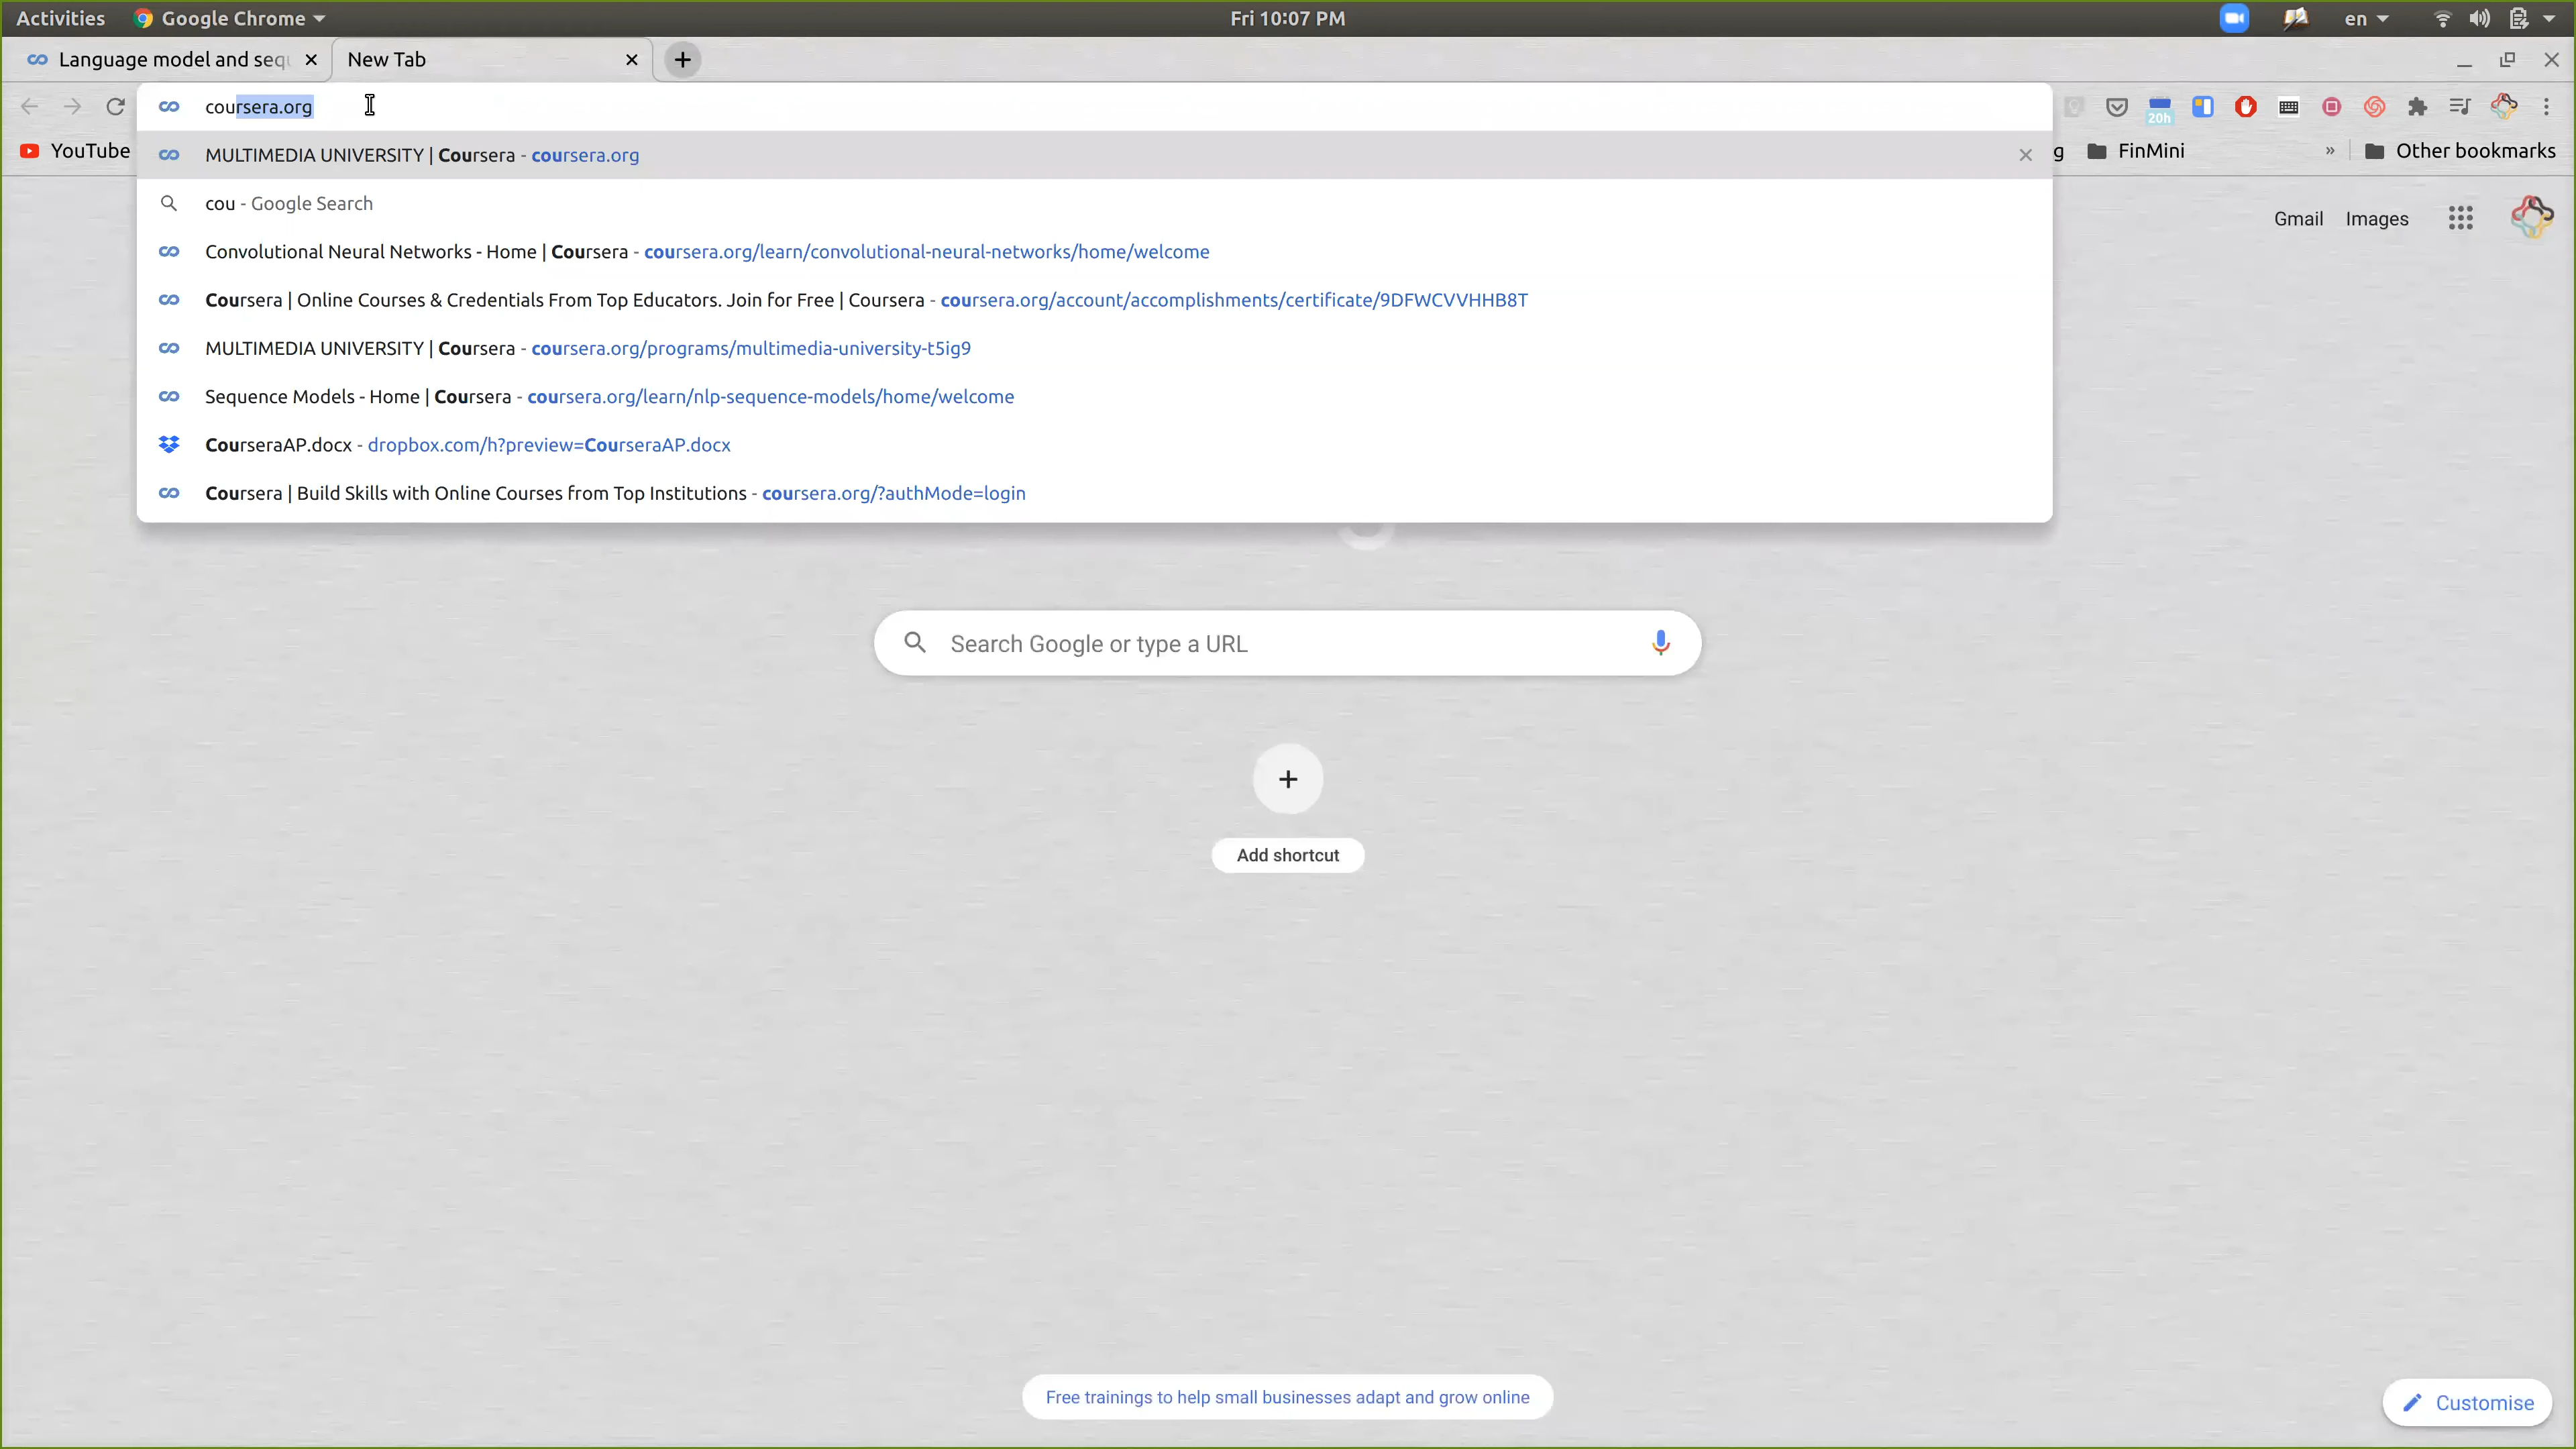 Activities
Google Chrome
Fri 10:07 PM
en
Language model and sequ
New Tab
coursera.org
20h
YouTube
MULTIMEDIA UNIVERSITY | Coursera - coursera.org
g
FinMini
»
Other bookmarks
cou - Google Search
Gmail
Images
Convolutional Neural Networks - Home | Coursera - coursera.org/learn/convolutional-neural-networks/home/welcome
Coursera | Online Courses & Credentials From Top Educators. Join for Free | Coursera - coursera.org/account/accomplishments/certificate/9DFWCVVHHB8T
MULTIMEDIA UNIVERSITY | Coursera - coursera.org/programs/multimedia-university-t5ig9
Sequence Models - Home | Coursera - coursera.org/learn/nlp-sequence-models/home/welcome
CourseraAP.docx - dropbox.com/h?preview=CourseraAP.docx
Coursera | Build Skills with Online Courses from Top Institutions - coursera.org/?authMode=login
Search Google or type a URL
Add shortcut
Free trainings to help small businesses adapt and grow online
Customise